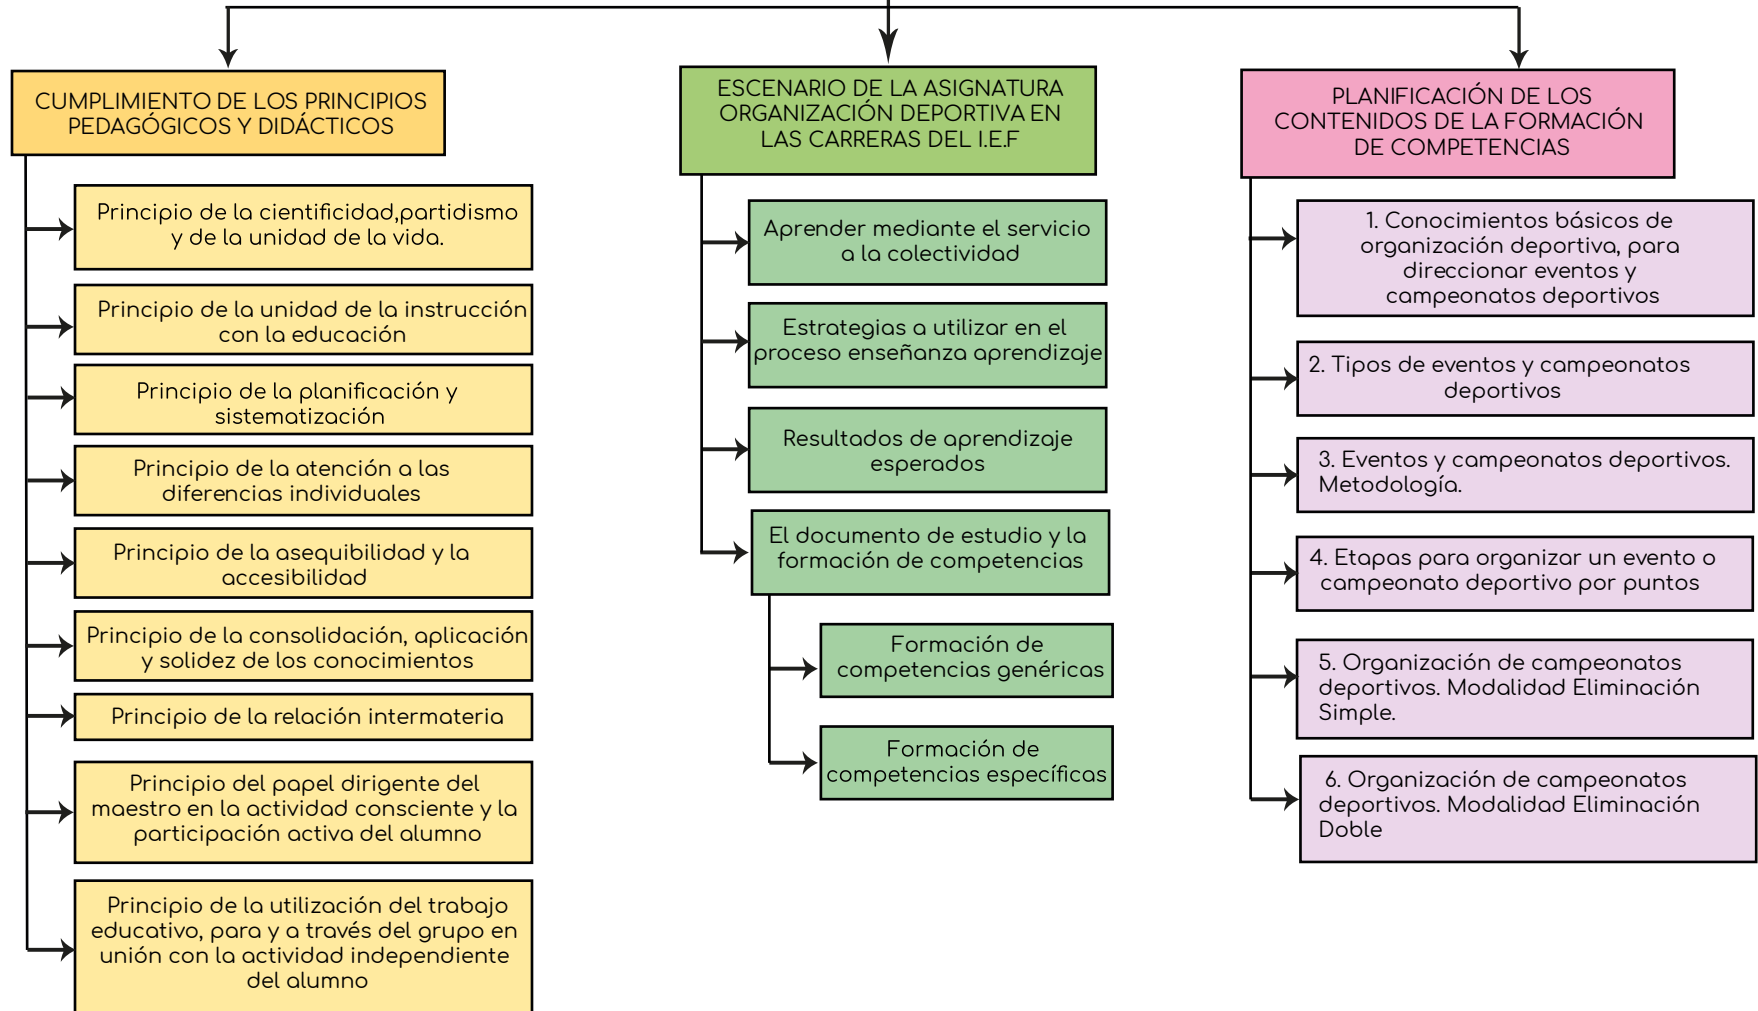 CUMPLIMIENTO DE LOS PRINCIPIOS
PEDAGÓGICOS Y DIDÁCTICOS
Principio de la cientificidad,partidismo
y de la unidad de la vida.
Principio de la unidad de la instrucción
con la educación
Principio de la planificación y
sistematización
Principio de la atención a las
diferencias individuales
Principio de la asequibilidad y la
accesibilidad
Principio de la consolidación, aplicación
y solidez de los conocimientos
Principio de la relación intermateria
Principio del papel dirigente del
maestro en la actividad consciente y la
participación activa del alumno
Principio de la utilización del trabajo
educativo, para y a través del grupo en
unión con la actividad independiente
del alumno
ESCENARIO DE LA ASIGNATURA
ORGANIZACIÓN DEPORTIVA EN
LAS CARRERAS DEL I.E.F
Aprender mediante el servicio
a la colectividad
Estrategias a utilizar en el
proceso enseñanza aprendizaje
Resultados de aprendizaje
esperados
El documento de estudio y la
formación de competencias
Formación de
competencias genéricas
Formación de
competencias específicas
PLANIFICACIÓN DE LOS
CONTENIDOS DE LA FORMACIÓN
DE COMPETENCIAS
1. Conocimientos básicos de
organización deportiva, para
direccionar eventos y
campeonatos deportivos
2. Tipos de eventos y campeonatos
deportivos
3. Eventos y campeonatos deportivos.
Metodología.
4. Etapas para organizar un evento o
campeonato deportivo por puntos
5. Organización de campeonatos
deportivos. Modalidad Eliminación
Simple.
6. Organización de campeonatos
deportivos. Modalidad Eliminación
Doble